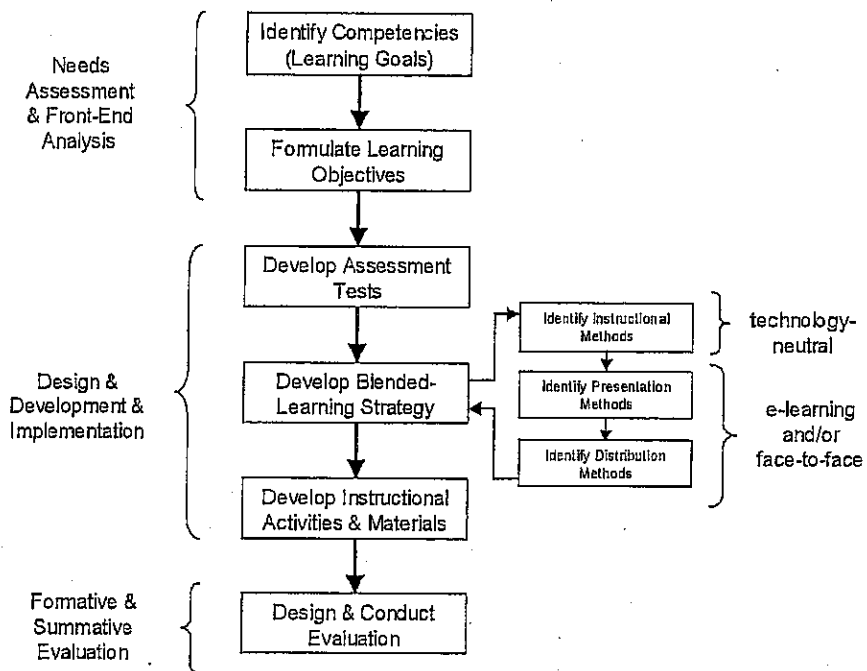 Needs
Assessment
& Front-End
Analysis
Identify Competencies
(Learning Goals)
Formulate Learning
Objectives
Design &
Development &
Implementation
Develop Assessment
Tests
Develop Blended-
Learning Strategy
Develop Instructional
Activities & Materials
Identify Instructional
Methods
Identify Presentation
Methods
Identify Distribution
Methods
technology-
neutral
e-learning
and/or
face-to-face
Formative &
Summative
Evaluation
Design & Conduct
Evaluation